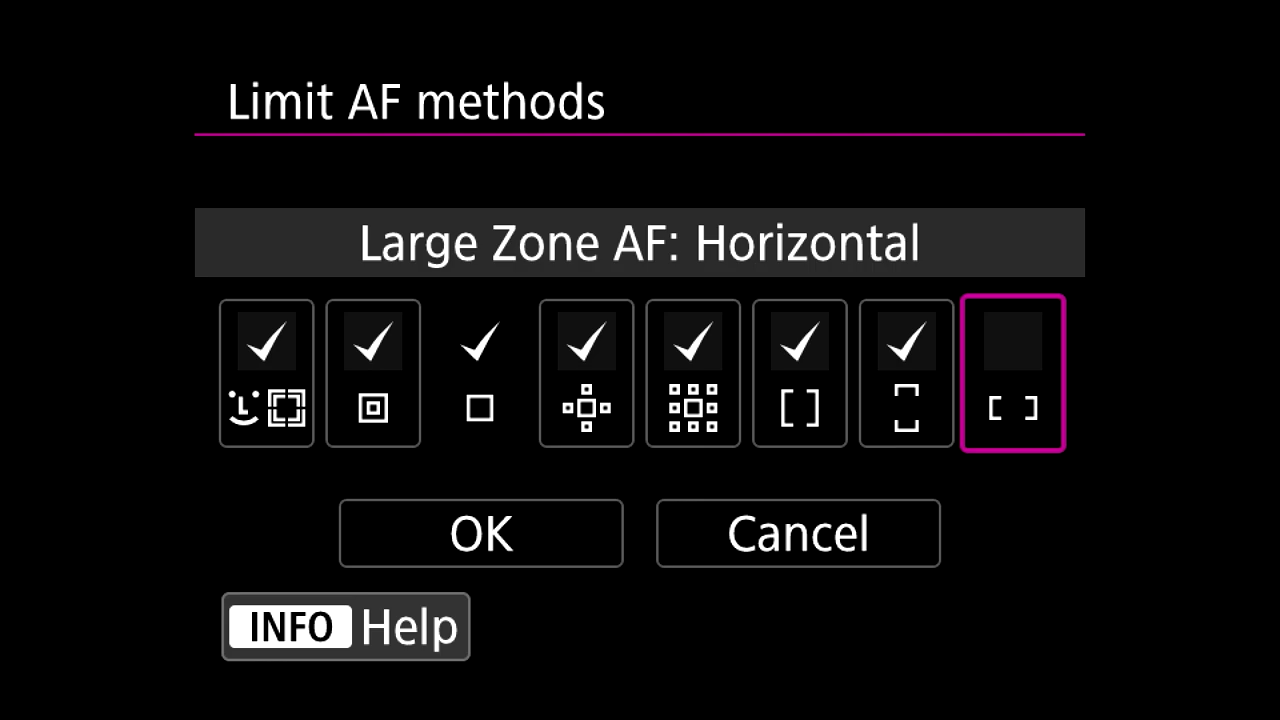 Limit AF methods
Large Zone AF: Horizontal
OK
Cancel
INFO Help